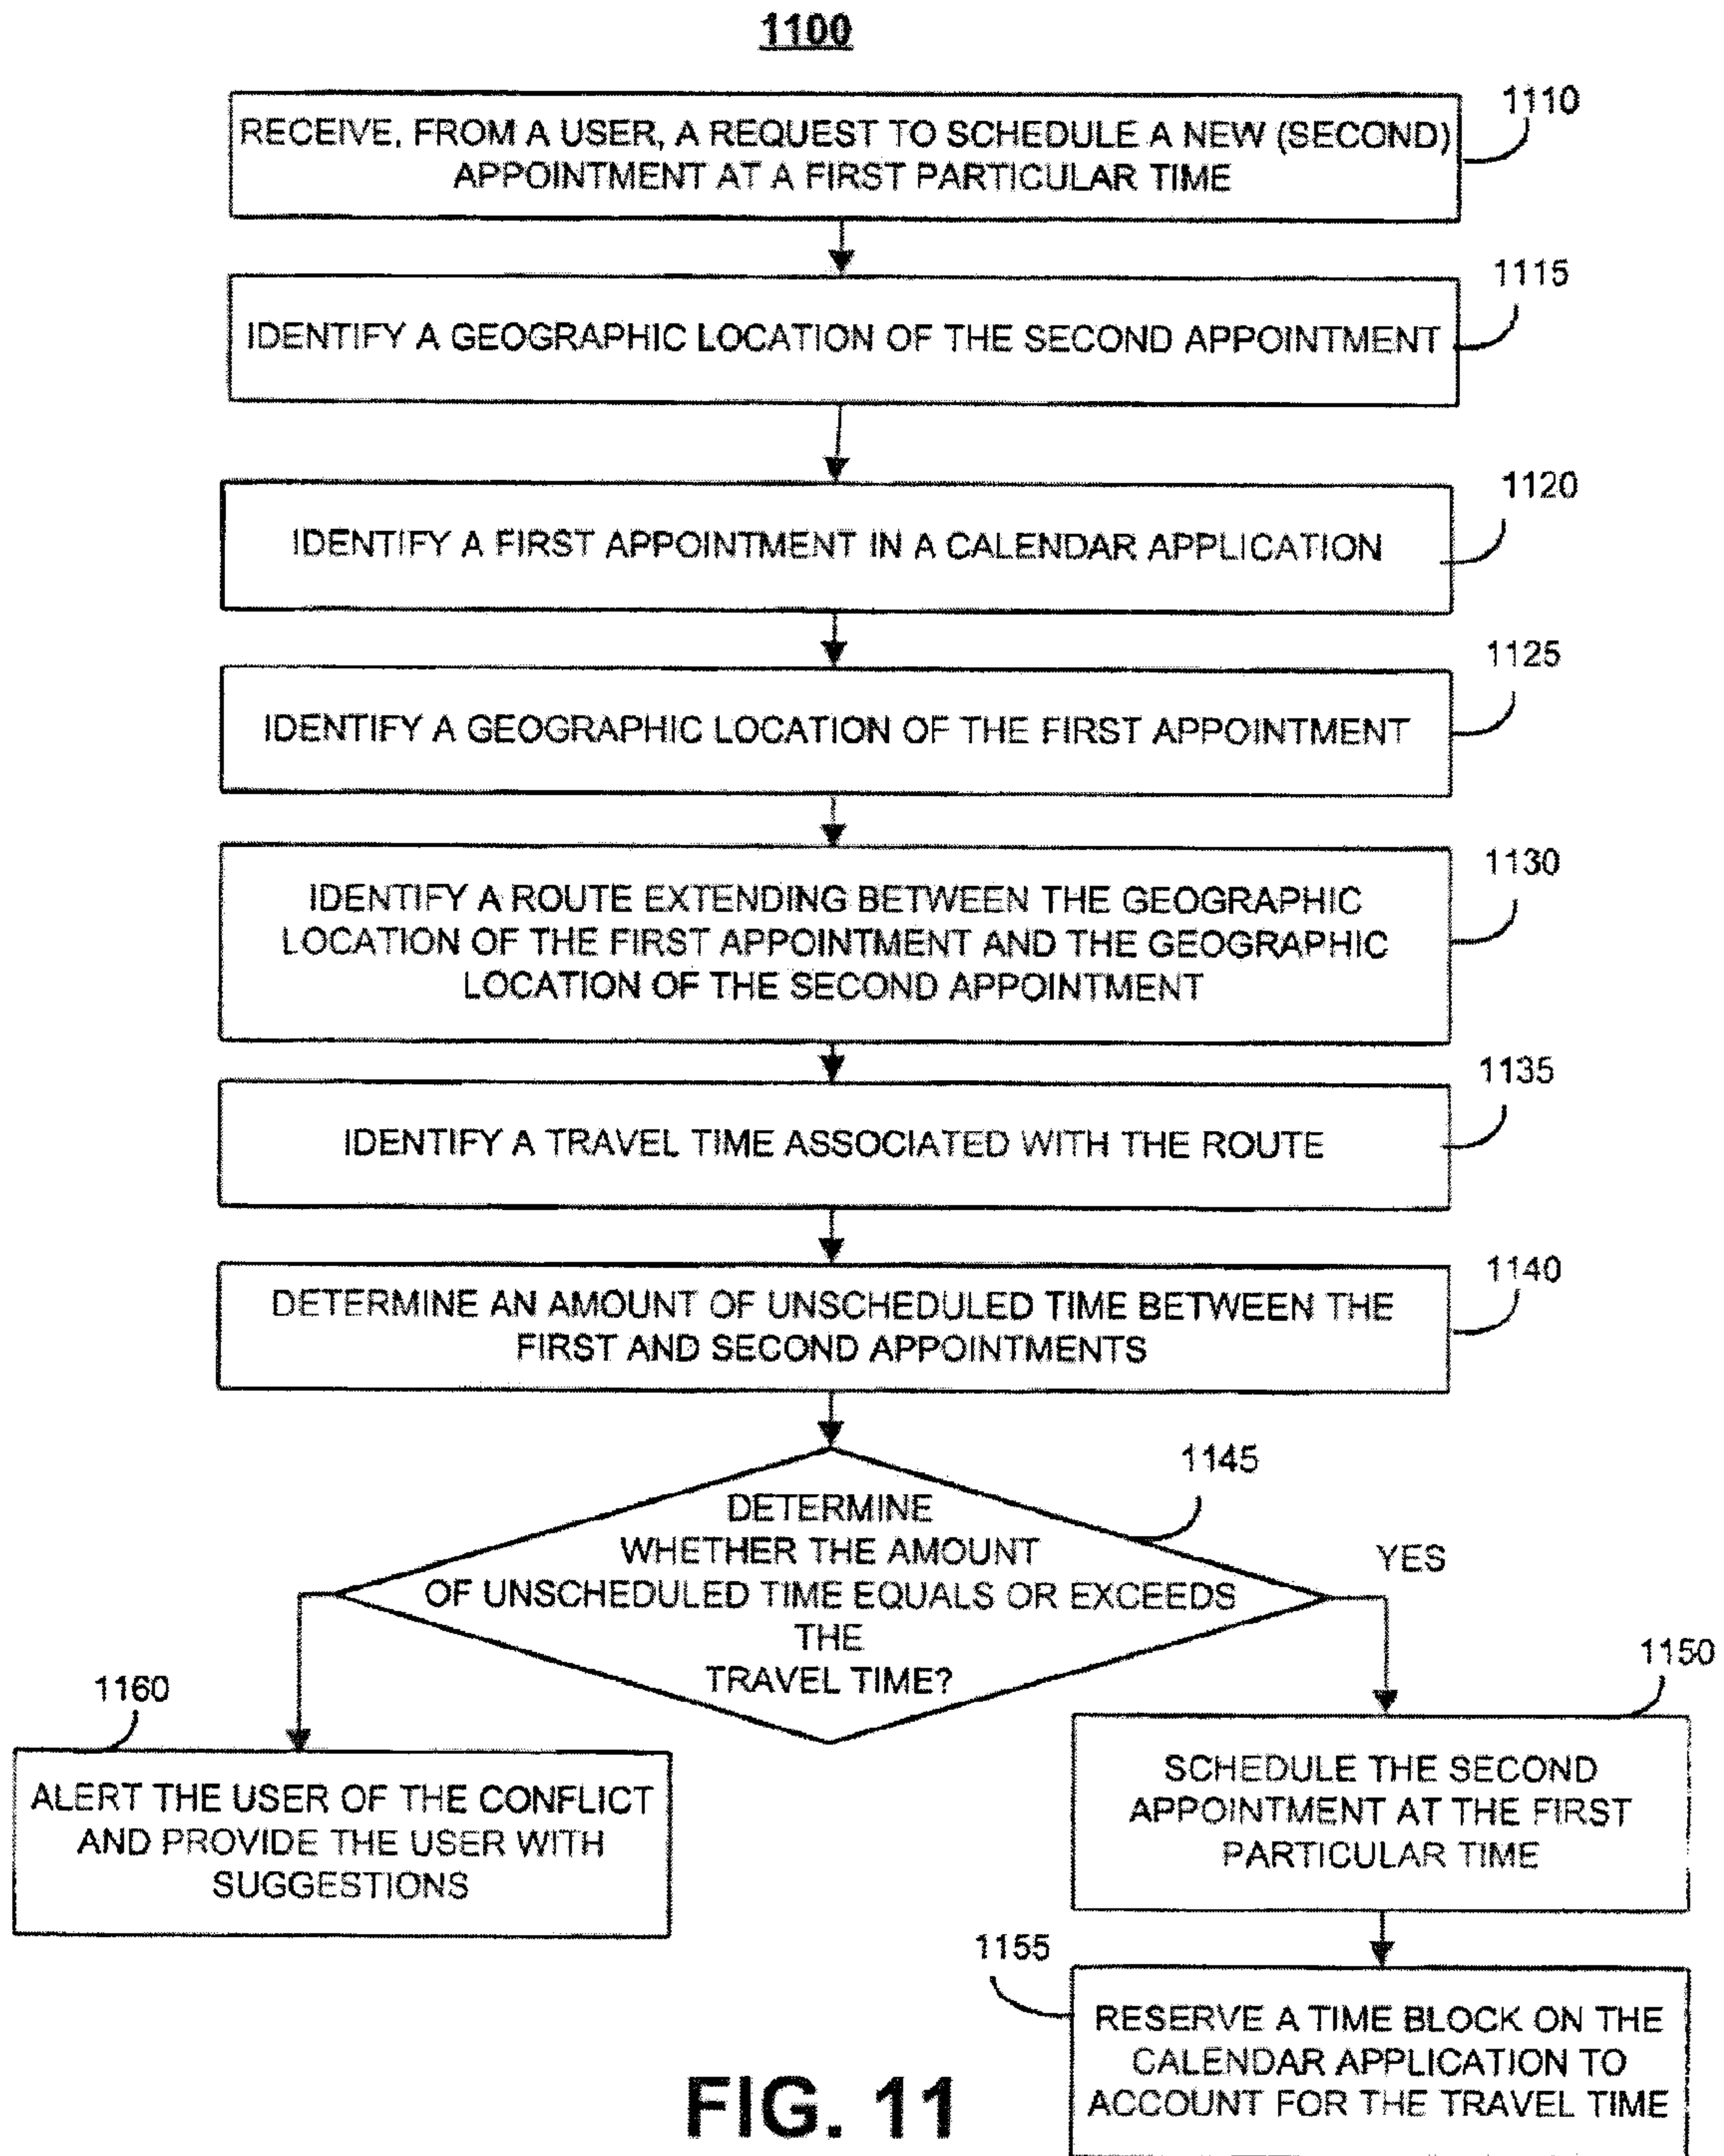 1100
1110
RECEIVE, FROM A USER, A REQUEST TO SCHEDULE A NEW (SECOND)
APPOINTMENT AT A FIRST PARTICULAR TIME
1115
IDENTIFY A GEOGRAPHIC LOCATION OF THE SECOND APPOINTMENT
1120
IDENTIFY A FIRST APPOINTMENT IN A CALENDAR APPLICATION
1125
IDENTIFY A GEOGRAPHIC LOCATION OF THE FIRST APPOINTMENT
1130
IDENTIFY A ROUTE EXTENDING BETWEEN THE GEOGRAPHIC
LOCATION OF THE FIRST APPOINTMENT AND THE GEOGRAPHIC
LOCATION OF THE SECOND APPOINTMENT
1135
IDENTIFY A TRAVEL TIME ASSOCIATED WITH THE ROUTE
1140
DETERMINE AN AMOUNT OF UNSCHEDULED TIME BETWEEN THE
FIRST AND SECOND APPOINTMENTS
1145
DETERMINE
WHETHER THE AMOUNT
OF UNSCHEDULED TIME EQUALS OR EXCEEDS
THE
TRAVEL TIME?
YES
1160
ALERT THE USER OF THE CONFLICT
AND PROVIDE THE USER WITH
SUGGESTIONS
1150
SCHEDULE THE SECOND
APPOINTMENT AT THE FIRST
PARTICULAR TIME
1155
RESERVE A TIME BLOCK ON THE
CALENDAR APPLICATION TO
ACCOUNT FOR THE TRAVEL TIME
FIG. 11